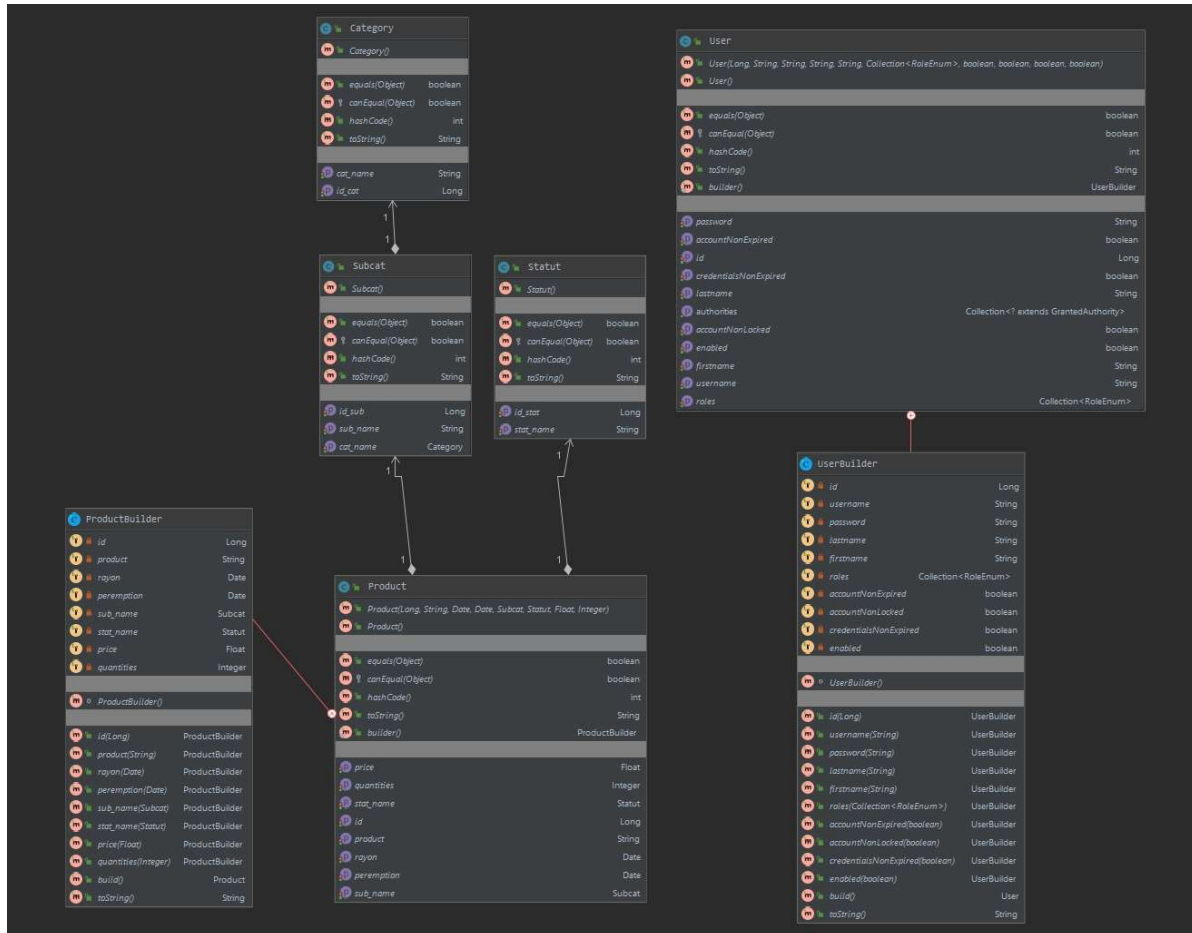 Category
Category()
equals(Object) boolean
canEqual(Object) boolean
hashCode() int
toString() String
cat_name String
id_cat Long
1
1
User
User(Long, String, String, String, String, Collection<RoleEnum>, boolean, boolean, boolean, boolean)
User()
equals(Object) boolean
canEqual(Object) boolean
hashCode() int
toString() String
builder() UserBuilder
password String
accountNonExpired boolean
id Long
credentialsNonExpired boolean
lastname String
authorities Collection<? extends GrantedAuthority>
accountNonLocked boolean
enabled boolean
firstname String
username String
roles Collection<RoleEnum>
Subcat
Subcat()
equals(Object) boolean
canEqual(Object) boolean
hashCode() int
toString() String
id_sub Long
sub_name String
cat_name Category
1
1
Statut
Statut()
equals(Object) boolean
canEqual(Object) boolean
hashCode() int
toString() String
id_stat Long
stat_name String
1
1
ProductBuilder
id Long
product String
rayon Date
peremption Date
sub_name Subcat
stat_name Statut
price Float
quantities Integer
ProductBuilder()
id(Long) ProductBuilder
product(String) ProductBuilder
rayon(Date) ProductBuilder
peremption(Date) ProductBuilder
sub_name(Subcat) ProductBuilder
stat_name(Statut) ProductBuilder
price(Float) ProductBuilder
quantities(Integer) ProductBuilder
build() Product
toString() String
Product
Product(Long, String, Date, Date, Subcat, Statut, Float, Integer)
Product()
equals(Object) boolean
canEqual(Object) boolean
hashCode() int
toString() String
builder() ProductBuilder
price Float
quantities Integer
stat_name Statut
id Long
product String
rayon Date
peremption Date
sub_name Subcat
UserBuilder
id Long
username String
password String
lastname String
firstname String
roles Collection<RoleEnum>
accountNonExpired boolean
accountNonLocked boolean
credentialsNonExpired boolean
enabled boolean
UserBuilder()
id(Long) UserBuilder
username(String) UserBuilder
password(String) UserBuilder
lastname(String) UserBuilder
firstname(String) UserBuilder
roles(Collection<RoleEnum>) UserBuilder
accountNonExpired(boolean) UserBuilder
accountNonLocked(boolean) UserBuilder
credentialsNonExpired(boolean) UserBuilder
enabled(boolean) UserBuilder
build() User
toString() String